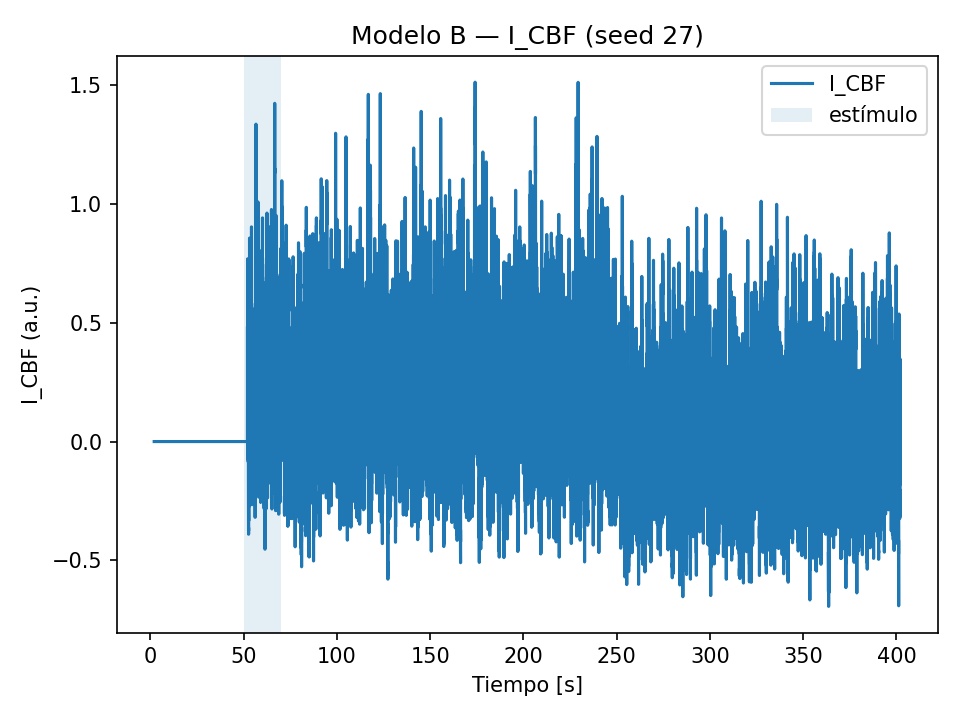 Modelo B — I_CBF (seed 27)
I_CBF
estímulo
I_CBF (a.u.)
1.5
1.0
0.5
0.0
−0.5
0 50 100 150 200 250 300 350 400
Tiempo [s]